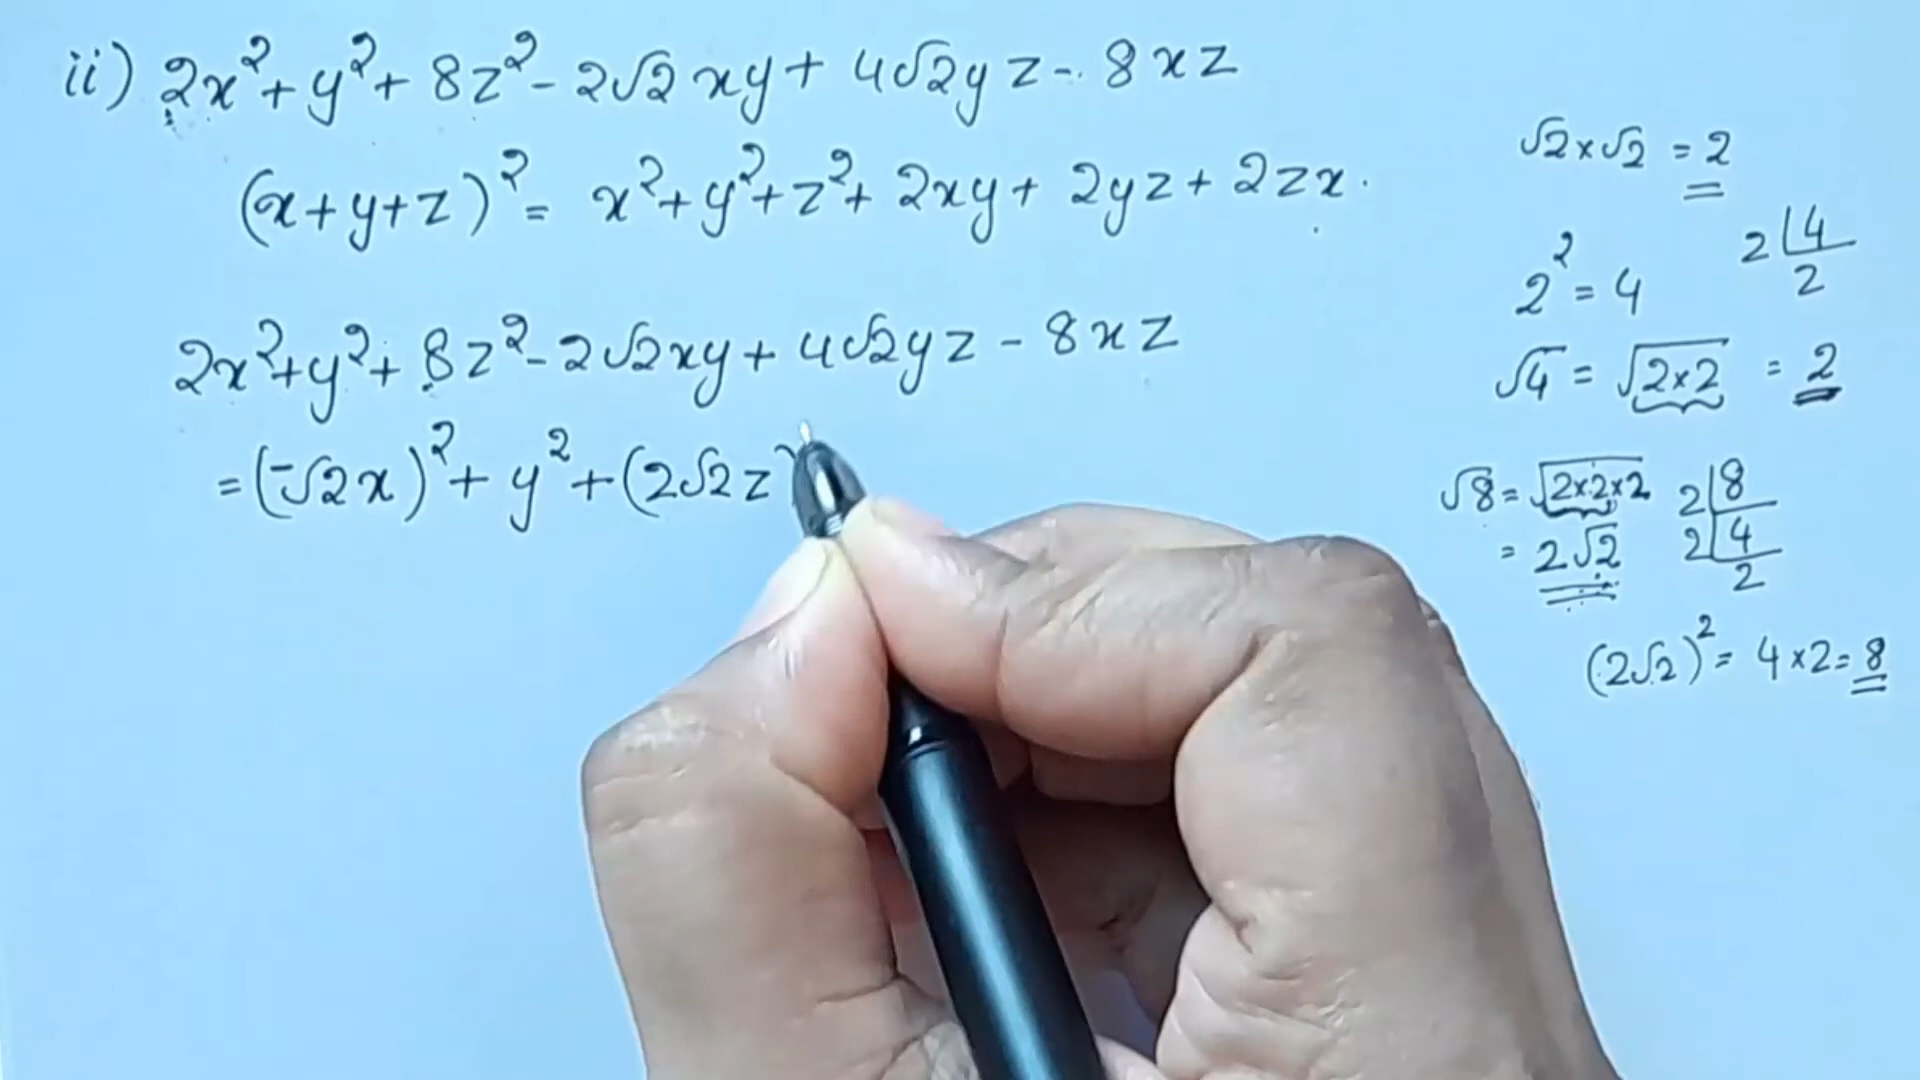 ii) 2x² + y² + 8z² - 2√2 xy + 4√2 yz - 8xz
(x+y+z)² = x² + y² + z² + 2xy + 2yz + 2zx.
2x² + y² + 8z² - 2√2xy + 4√2yz - 8xz
= (-√2x)² + y² + (2√2z)
√2 × √2 = 2
2² = 4
2 4
2
√4 = √2×2 = 2
√8 = √2×2×2
= 2√2
2 8
2 4
2
(2√2)² = 4×2 = 8